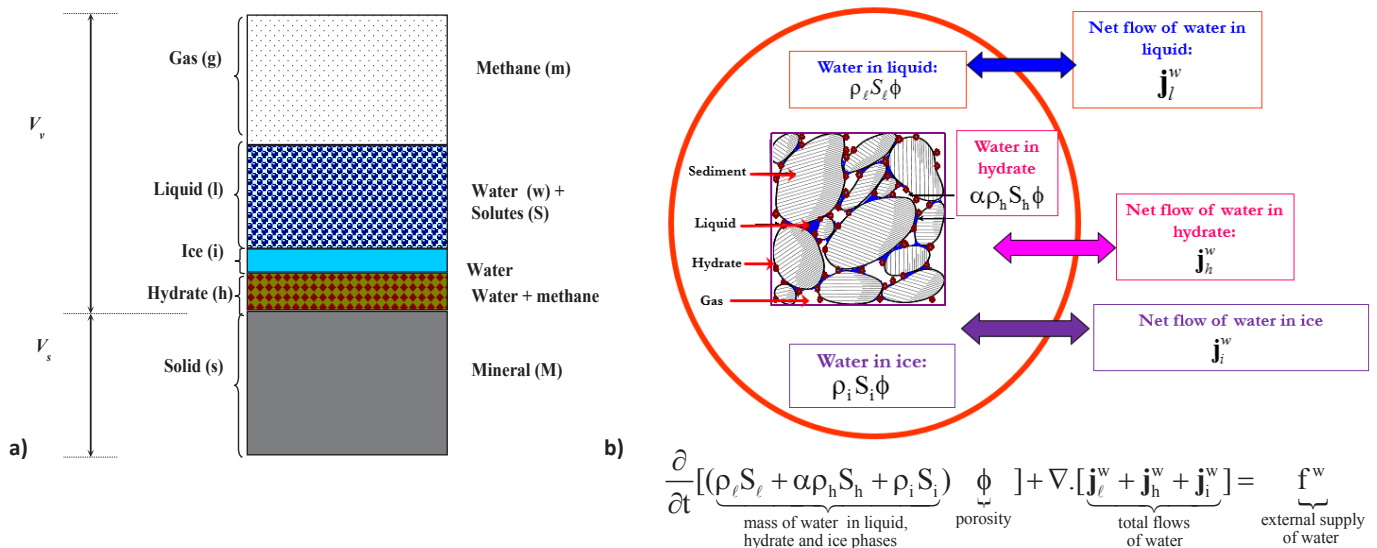 Gas (g)
Methane (m)
V_v
Liquid (l)
Water (w) +
Solutes (S)
Ice (i)
Water
Hydrate (h)
Water + methane
V_s
Solid (s)
Mineral (M)
a)
Water in liquid:
ρ_ℓ S_ℓ ϕ
Net flow of water in
liquid:
j_l^w
Sediment
Liquid
Hydrate
Gas
Water in
hydrate
αρ_h S_h ϕ
Net flow of water in
hydrate:
j_h^w
Water in ice:
ρ_i S_i ϕ
Net flow of water in ice
j_i^w
b)
∂/∂t [(ρ_ℓ S_ℓ + αρ_h S_h + ρ_i S_i) ϕ ] + ∇.[j_ℓ^w + j_h^w + j_i^w] = f^w
mass of water in liquid,
hydrate and ice phases
porosity
total flows
of water
external supply
of water